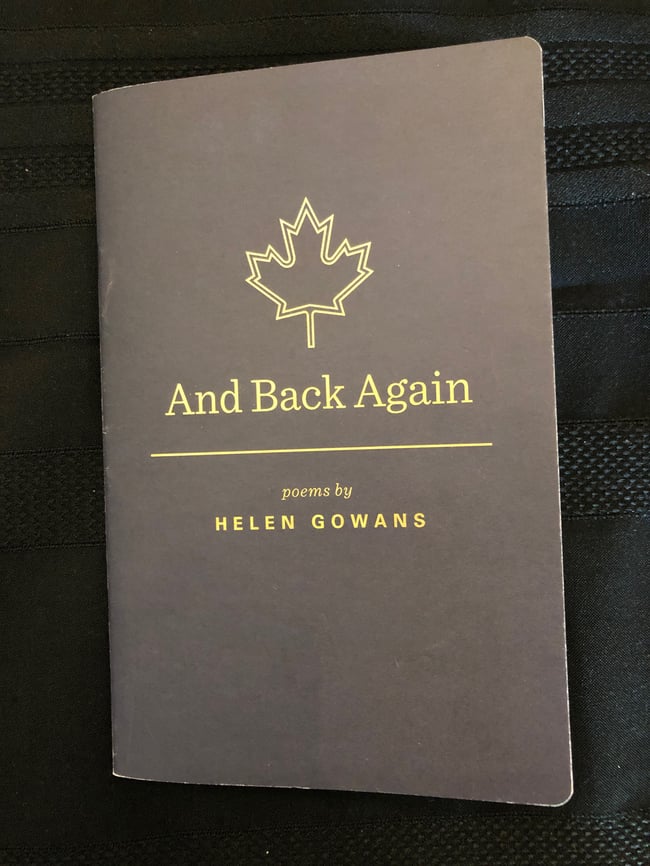 And Back Again
poems by
HELEN GOWANS